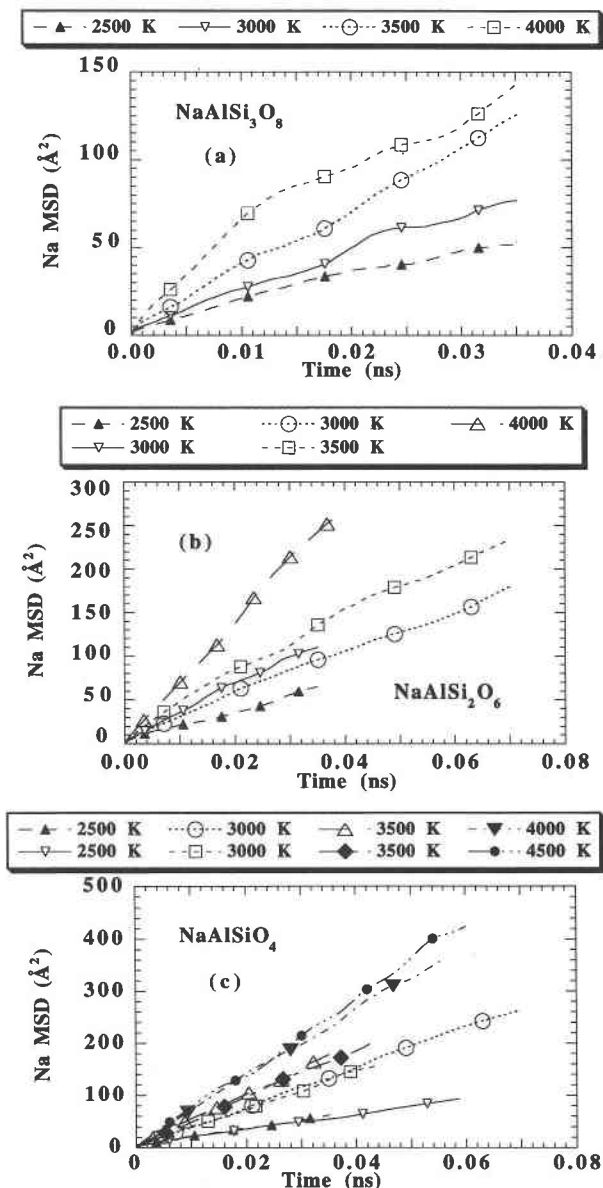 2500 K 3000 K 3500 K 4000 K
150
100
50
0
Na MSD (Å²)
NaAlSi₃O₈
(a)
0.00 0.01 0.02 0.03 0.04
Time (ns)
2500 K 3000 K 4000 K
3000 K 3500 K
300
250
200
150
100
50
0
Na MSD (Å²)
(b)
NaAlSi₂O₆
0.00 0.02 0.04 0.06 0.08
Time (ns)
2500 K 3000 K 3500 K 4000 K
2500 K 3000 K 3500 K 4500 K
500
400
300
200
100
0
Na MSD (Å²)
NaAlSiO₄
(c)
0.00 0.02 0.04 0.06 0.08
Time (ns)